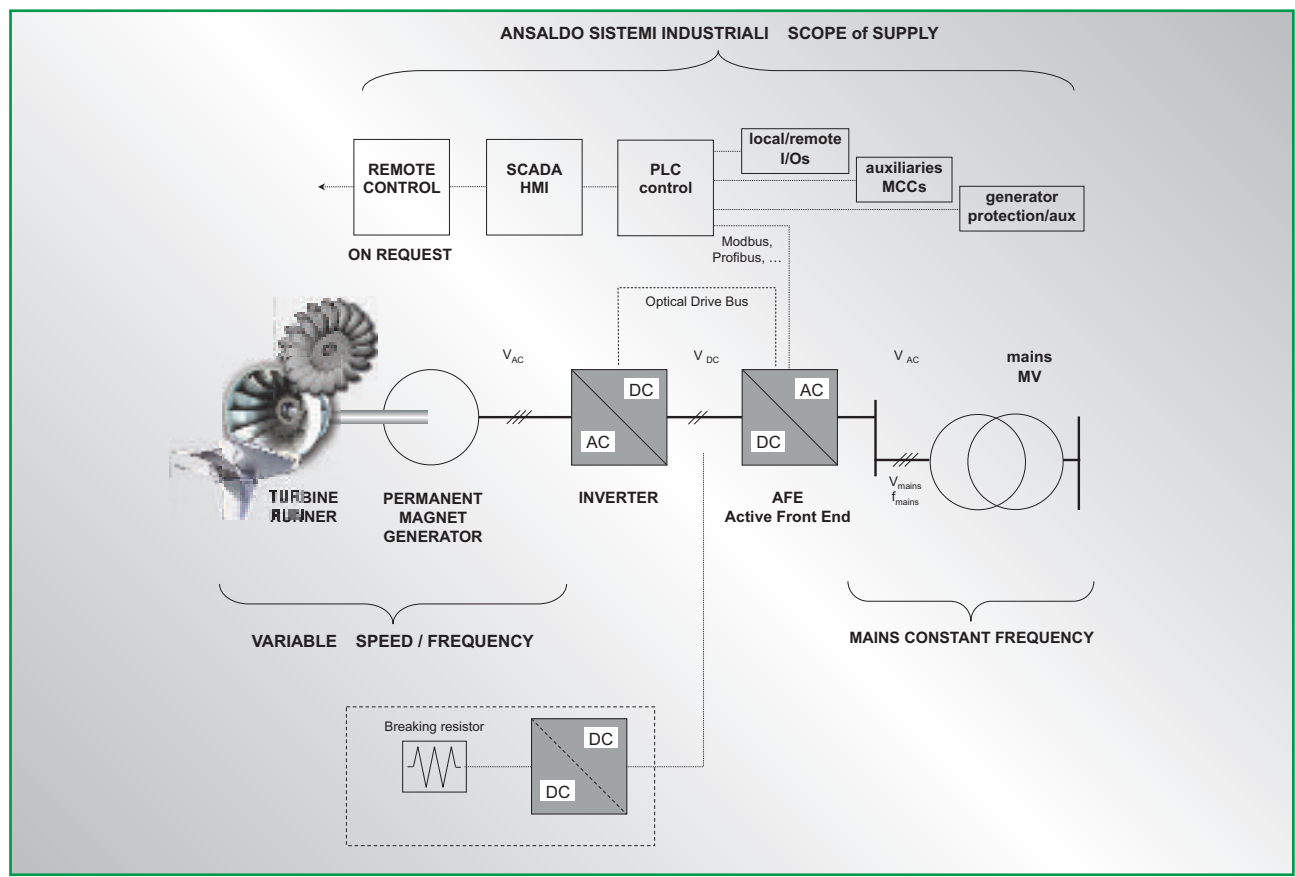 ANSALDO SISTEMI INDUSTRIALI SCOPE of SUPPLY
REMOTE
CONTROL
SCADA
HMI
PLC
control
local/remote
I/Os
auxiliaries
MCCs
generator
protection/aux
ON REQUEST
Modbus,
Profibus, …
Optical Drive Bus
VAC
V DC
V AC
mains
MV
DC
AC
AC
DC
Vmains
fmains
TURBINE
RUNNER
PERMANENT
MAGNET
GENERATOR
INVERTER
AFE
Active Front End
VARIABLE SPEED / FREQUENCY
MAINS CONSTANT FREQUENCY
Breaking resistor
DC
DC